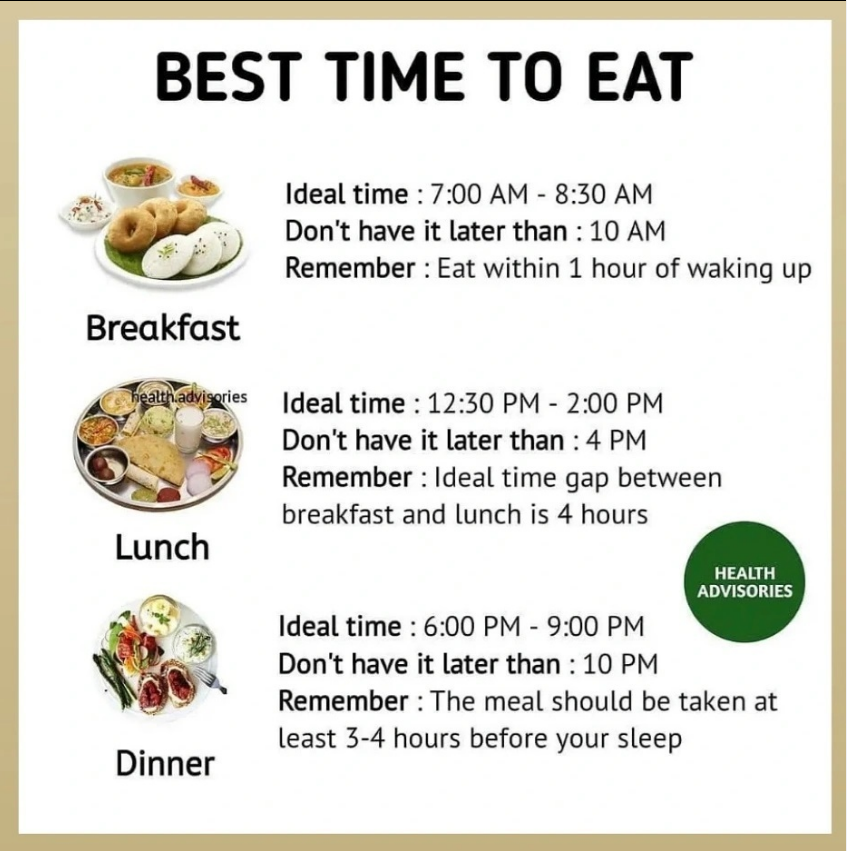 BEST TIME TO EAT
Ideal time : 7:00 AM - 8:30 AM
Don't have it later than : 10 AM
Remember : Eat within 1 hour of waking up
Breakfast
health.advisories
Ideal time : 12:30 PM - 2:00 PM
Don't have it later than : 4 PM
Remember : Ideal time gap between
breakfast and lunch is 4 hours
Lunch
HEALTH
ADVISORIES
Ideal time : 6:00 PM - 9:00 PM
Don't have it later than : 10 PM
Remember : The meal should be taken at
least 3-4 hours before your sleep
Dinner